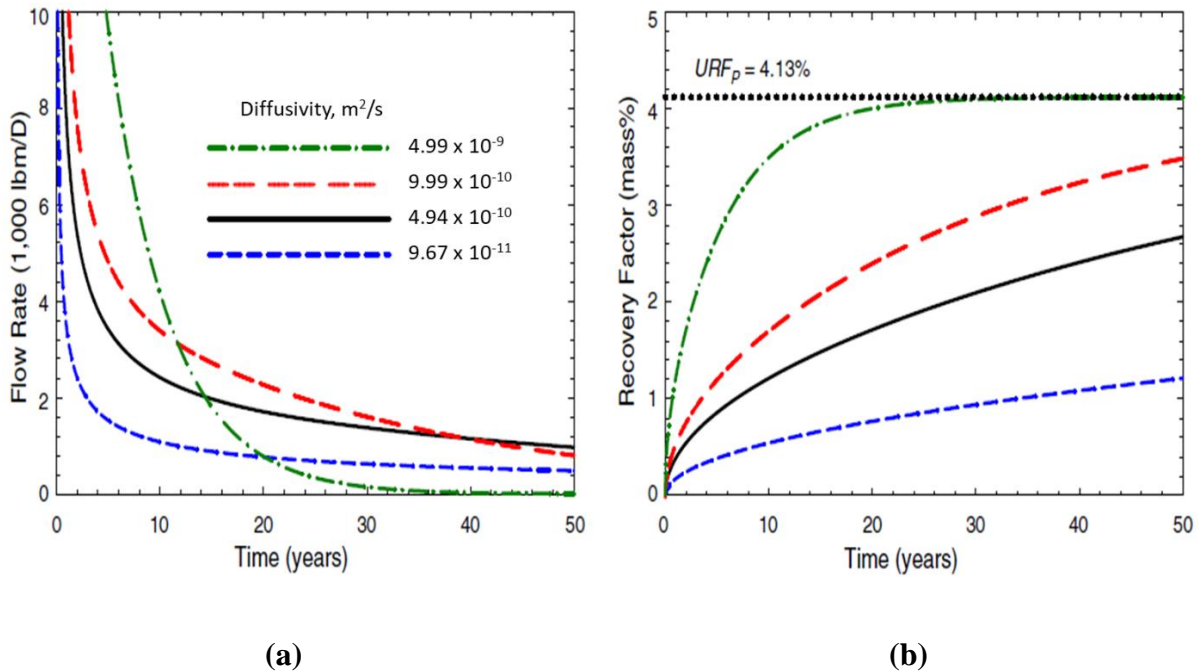 10
8
6
4
2
0
Flow Rate (1,000 lbm/D)
Diffusivity, m²/s
4.99 x 10⁻⁹
9.99 x 10⁻¹⁰
4.94 x 10⁻¹⁰
9.67 x 10⁻¹¹
0 10 20 30 40 50
Time (years)
(a)
5
4
3
2
1
0
Recovery Factor (mass%)
URFₚ = 4.13%
0 10 20 30 40 50
Time (years)
(b)